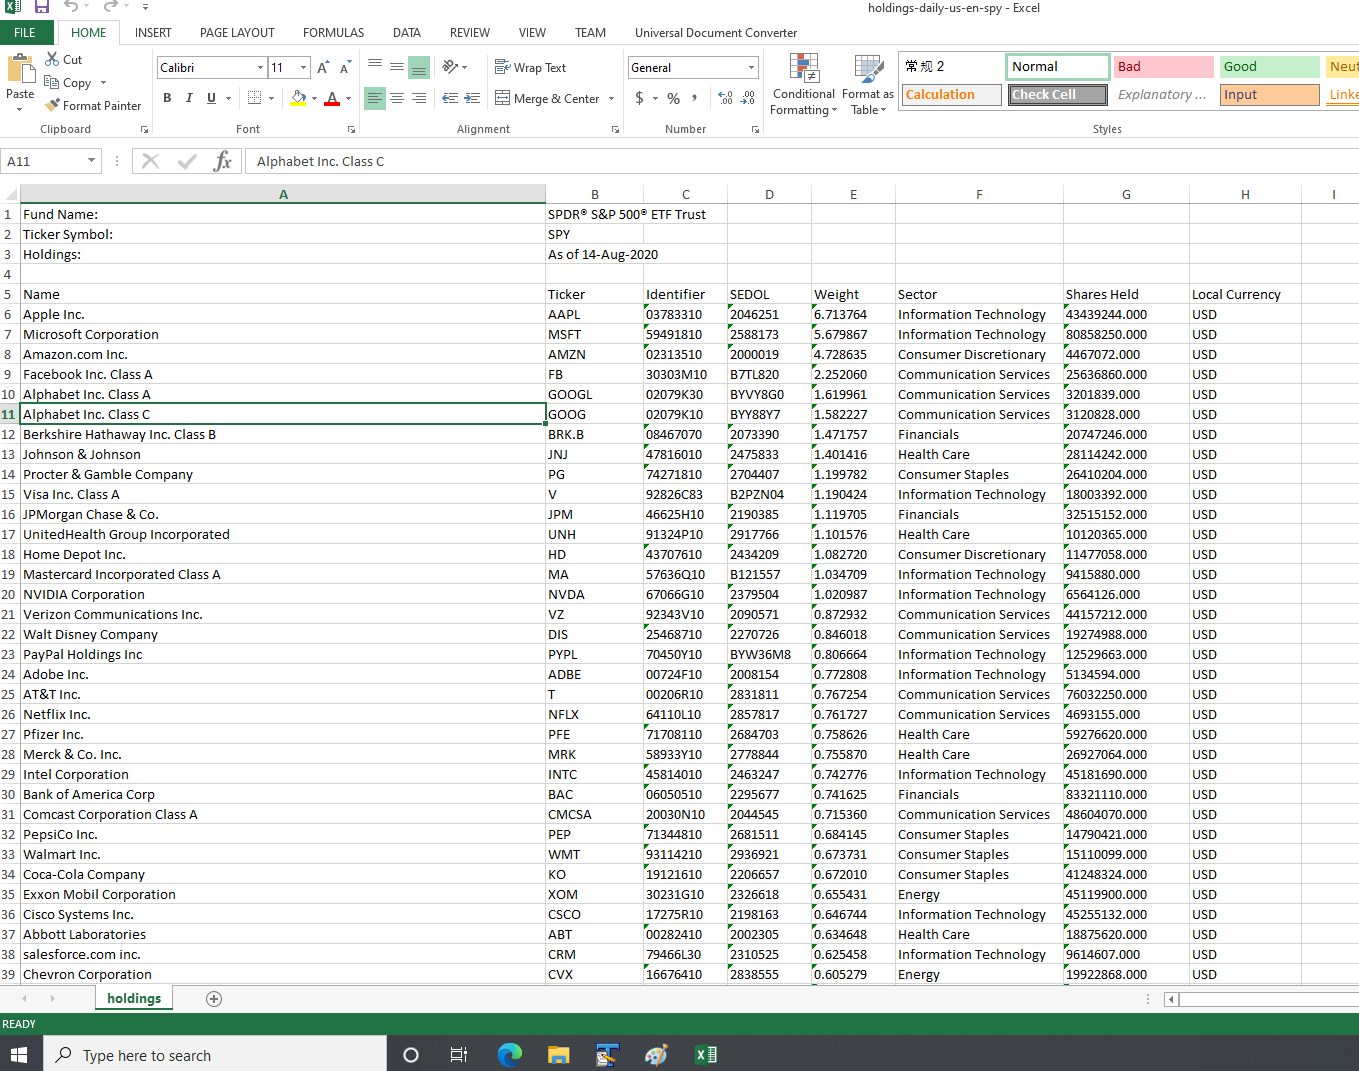 holdings-daily-us-en-spy - Excel
FILE HOME INSERT PAGE LAYOUT FORMULAS DATA REVIEW VIEW TEAM Universal Document Converter
Paste Cut Copy Format Painter
Calibri 11
B I U
Wrap Text
Merge & Center
General
$ % ,
Conditional Formatting
Format as Table
常规 2 Normal Bad Good Neut
Calculation Check Cell Explanatory ... Input Linke
Clipboard Font Alignment Number Styles
A11 fx Alphabet Inc. Class C
A B C D E F G H I
1 Fund Name: SPDR® S&P 500® ETF Trust
2 Ticker Symbol: SPY
3 Holdings: As of 14-Aug-2020
4
5 Name Ticker Identifier SEDOL Weight Sector Shares Held Local Currency
6 Apple Inc. AAPL 03783310 2046251 6.713764 Information Technology 43439244.000 USD
7 Microsoft Corporation MSFT 59491810 2588173 5.679867 Information Technology 80858250.000 USD
8 Amazon.com Inc. AMZN 02313510 2000019 4.728635 Consumer Discretionary 4467072.000 USD
9 Facebook Inc. Class A FB 30303M10 B7TL820 2.252060 Communication Services 25636860.000 USD
10 Alphabet Inc. Class A GOOGL 02079K30 BYVY8G0 1.619961 Communication Services 3201839.000 USD
11 Alphabet Inc. Class C GOOG 02079K10 BYY88Y7 1.582227 Communication Services 3120828.000 USD
12 Berkshire Hathaway Inc. Class B BRK.B 08467070 2073390 1.471757 Financials 20747246.000 USD
13 Johnson & Johnson JNJ 47816010 2475833 1.401416 Health Care 28114242.000 USD
14 Procter & Gamble Company PG 74271810 2704407 1.199782 Consumer Staples 26410204.000 USD
15 Visa Inc. Class A V 92826C83 B2PZN04 1.190424 Information Technology 18003392.000 USD
16 JPMorgan Chase & Co. JPM 46625H10 2190385 1.119705 Financials 32515152.000 USD
17 UnitedHealth Group Incorporated UNH 91324P10 2917766 1.101576 Health Care 10120365.000 USD
18 Home Depot Inc. HD 43707610 2434209 1.082720 Consumer Discretionary 11477058.000 USD
19 Mastercard Incorporated Class A MA 57636Q10 B121557 1.034709 Information Technology 9415880.000 USD
20 NVIDIA Corporation NVDA 67066G10 2379504 1.020987 Information Technology 6564126.000 USD
21 Verizon Communications Inc. VZ 92343V10 2090571 0.872932 Communication Services 44157212.000 USD
22 Walt Disney Company DIS 25468710 2270726 0.846018 Communication Services 19274988.000 USD
23 PayPal Holdings Inc PYPL 70450Y10 BYW36M8 0.806664 Information Technology 12529663.000 USD
24 Adobe Inc. ADBE 00724F10 2008154 0.772808 Information Technology 5134594.000 USD
25 AT&T Inc. T 00206R10 2831811 0.767254 Communication Services 76032250.000 USD
26 Netflix Inc. NFLX 64110L10 2857817 0.761727 Communication Services 4693155.000 USD
27 Pfizer Inc. PFE 71708110 2684703 0.758626 Health Care 59276620.000 USD
28 Merck & Co. Inc. MRK 58933Y10 2778844 0.755870 Health Care 26927064.000 USD
29 Intel Corporation INTC 45814010 2463247 0.742776 Information Technology 45181690.000 USD
30 Bank of America Corp BAC 06050510 2295677 0.741625 Financials 83321110.000 USD
31 Comcast Corporation Class A CMCSA 20030N10 2044545 0.715360 Communication Services 48604070.000 USD
32 PepsiCo Inc. PEP 71344810 2681511 0.684145 Consumer Staples 14790421.000 USD
33 Walmart Inc. WMT 93114210 2936921 0.673731 Consumer Staples 15110099.000 USD
34 Coca-Cola Company KO 19121610 2206657 0.672010 Consumer Staples 41248324.000 USD
35 Exxon Mobil Corporation XOM 30231G10 2326618 0.655431 Energy 45119900.000 USD
36 Cisco Systems Inc. CSCO 17275R10 2198163 0.646744 Information Technology 45255132.000 USD
37 Abbott Laboratories ABT 00282410 2002305 0.634648 Health Care 18875620.000 USD
38 salesforce.com inc. CRM 79466L30 2310525 0.625458 Information Technology 9614607.000 USD
39 Chevron Corporation CVX 16676410 2838555 0.605279 Energy 19922868.000 USD
holdings
READY
Type here to search